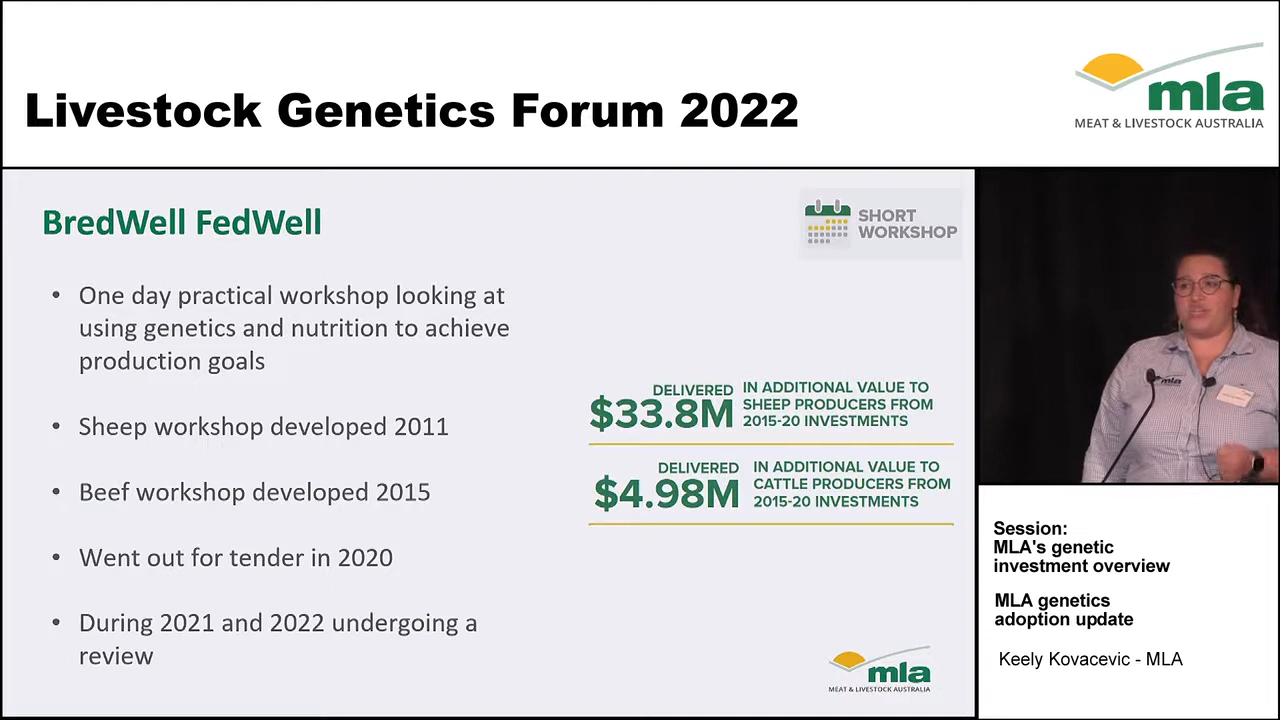 Livestock Genetics Forum 2022
mla
MEAT & LIVESTOCK AUSTRALIA
BredWell FedWell
SHORT
WORKSHOP
• One day practical workshop looking at
using genetics and nutrition to achieve
production goals
• Sheep workshop developed 2011
• Beef workshop developed 2015
• Went out for tender in 2020
• During 2021 and 2022 undergoing a
review
DELIVERED
$33.8M
IN ADDITIONAL VALUE TO
SHEEP PRODUCERS FROM
2015-20 INVESTMENTS
DELIVERED
$4.98M
IN ADDITIONAL VALUE TO
CATTLE PRODUCERS FROM
2015-20 INVESTMENTS
mla
MEAT & LIVESTOCK AUSTRALIA
mla
Session:
MLA's genetic
investment overview
MLA genetics
adoption update
Keely Kovacevic - MLA